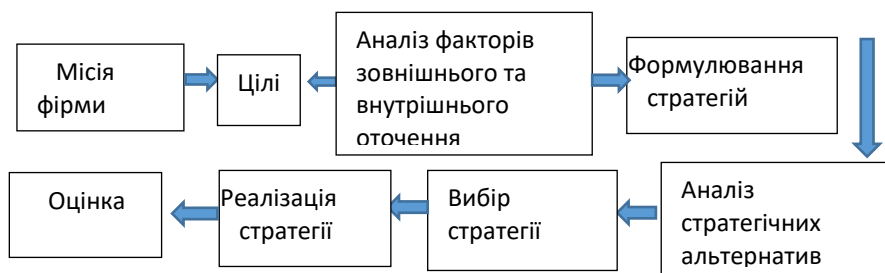 Місія
фірми
Цілі
Аналіз факторів
зовнішнього та
внутрішнього
оточення
Формулювання
стратегій
Оцінка
Реалізація
стратегії
Вибір
стратегії
Аналіз
стратегічних
альтернатив